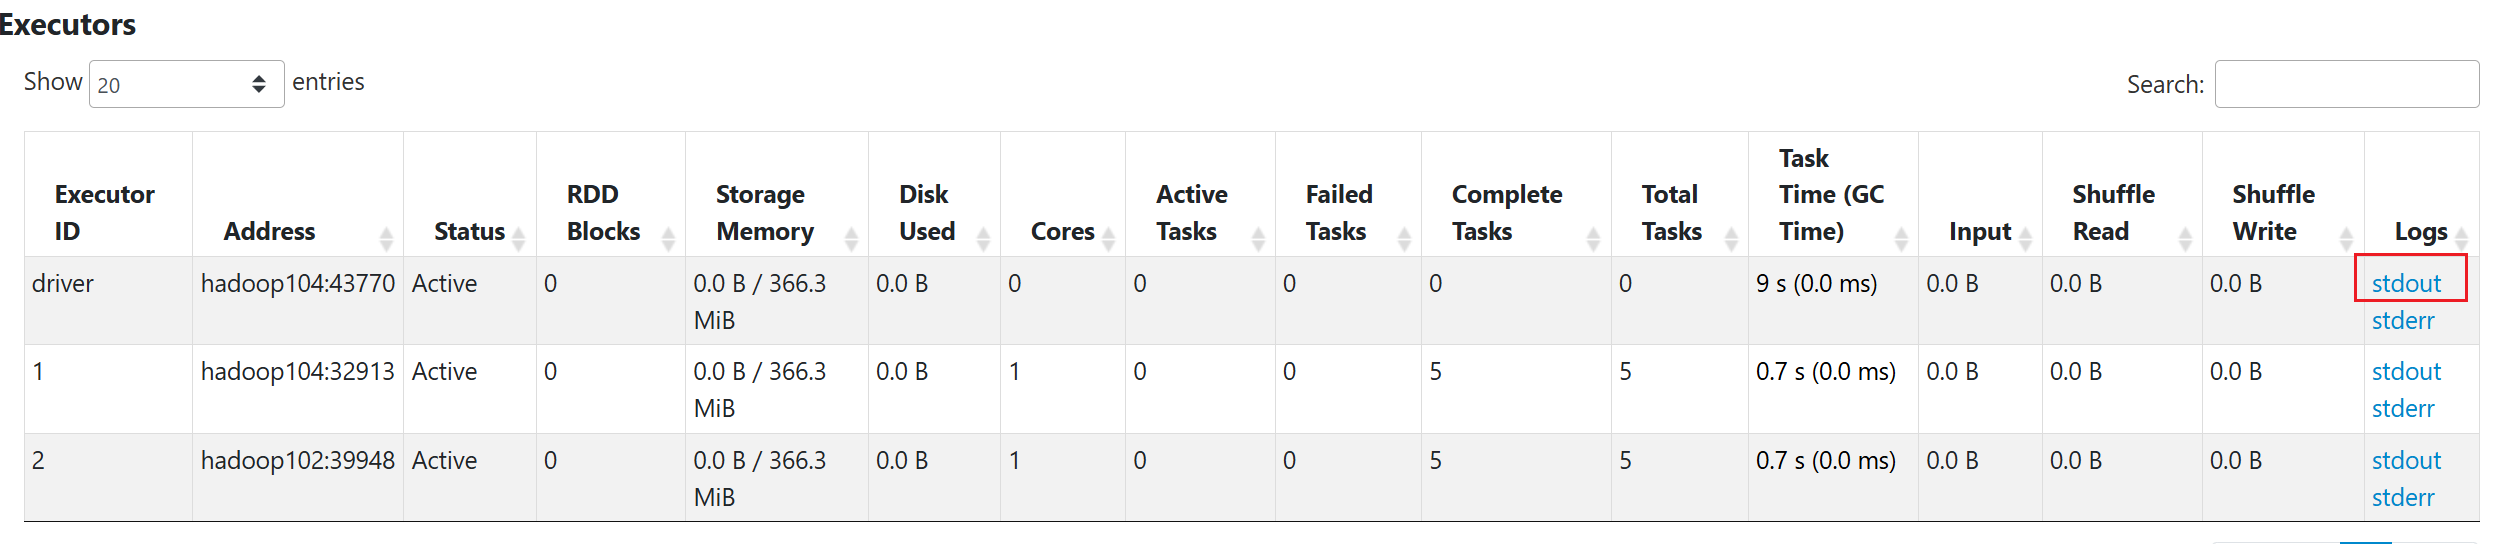 Executors
Show 20 entries
Search:
Executor ID Address Status RDD Blocks Storage Memory Disk Used Cores Active Tasks Failed Tasks Complete Tasks Total Tasks Task Time (GC Time) Input Shuffle Read Shuffle Write Logs
driver hadoop104:43770 Active 0 0.0 B / 366.3 MiB 0.0 B 0 0 0 0 0 9 s (0.0 ms) 0.0 B 0.0 B 0.0 B stdout stderr
1 hadoop104:32913 Active 0 0.0 B / 366.3 MiB 0.0 B 1 0 0 5 5 0.7 s (0.0 ms) 0.0 B 0.0 B 0.0 B stdout stderr
2 hadoop102:39948 Active 0 0.0 B / 366.3 MiB 0.0 B 1 0 0 5 5 0.7 s (0.0 ms) 0.0 B 0.0 B 0.0 B stdout stderr